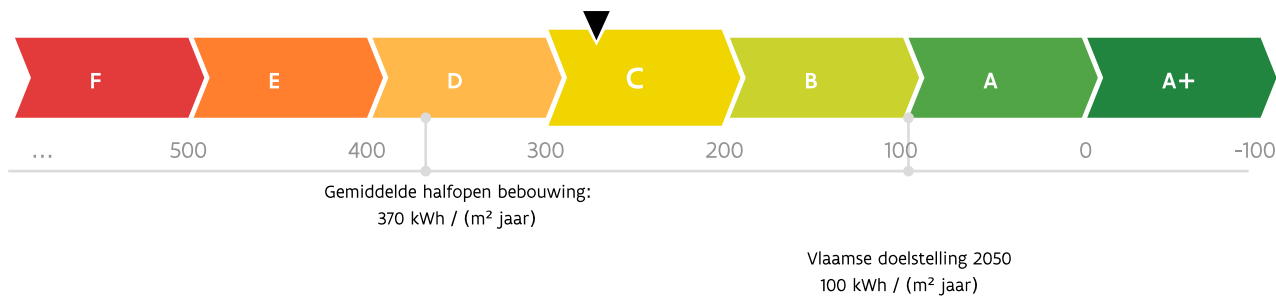 F E D C B A A+
... 500 400 300 200 100 0 -100
Gemiddelde halfopen bebouwing:
370 kWh / (m² jaar)
Vlaamse doelstelling 2050
100 kWh / (m² jaar)